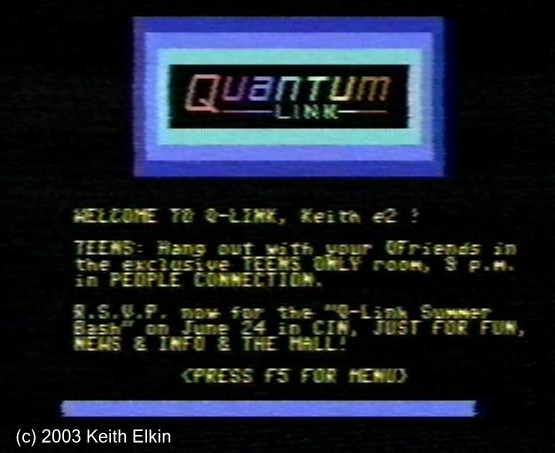 QUANTUM
LINK
WELCOME TO Q-LINK, Keith e2 !
TEENS: Hang out with your QFriends in
the exclusive TEENS ONLY room, 9 p.m.
in PEOPLE CONNECTION.
R.S.V.P. now for the "Q-Link Summer
Bash" on June 24 in CIN, JUST FOR FUN,
NEWS & INFO & THE MALL!
<PRESS F5 FOR MENU>
(c) 2003 Keith Elkin